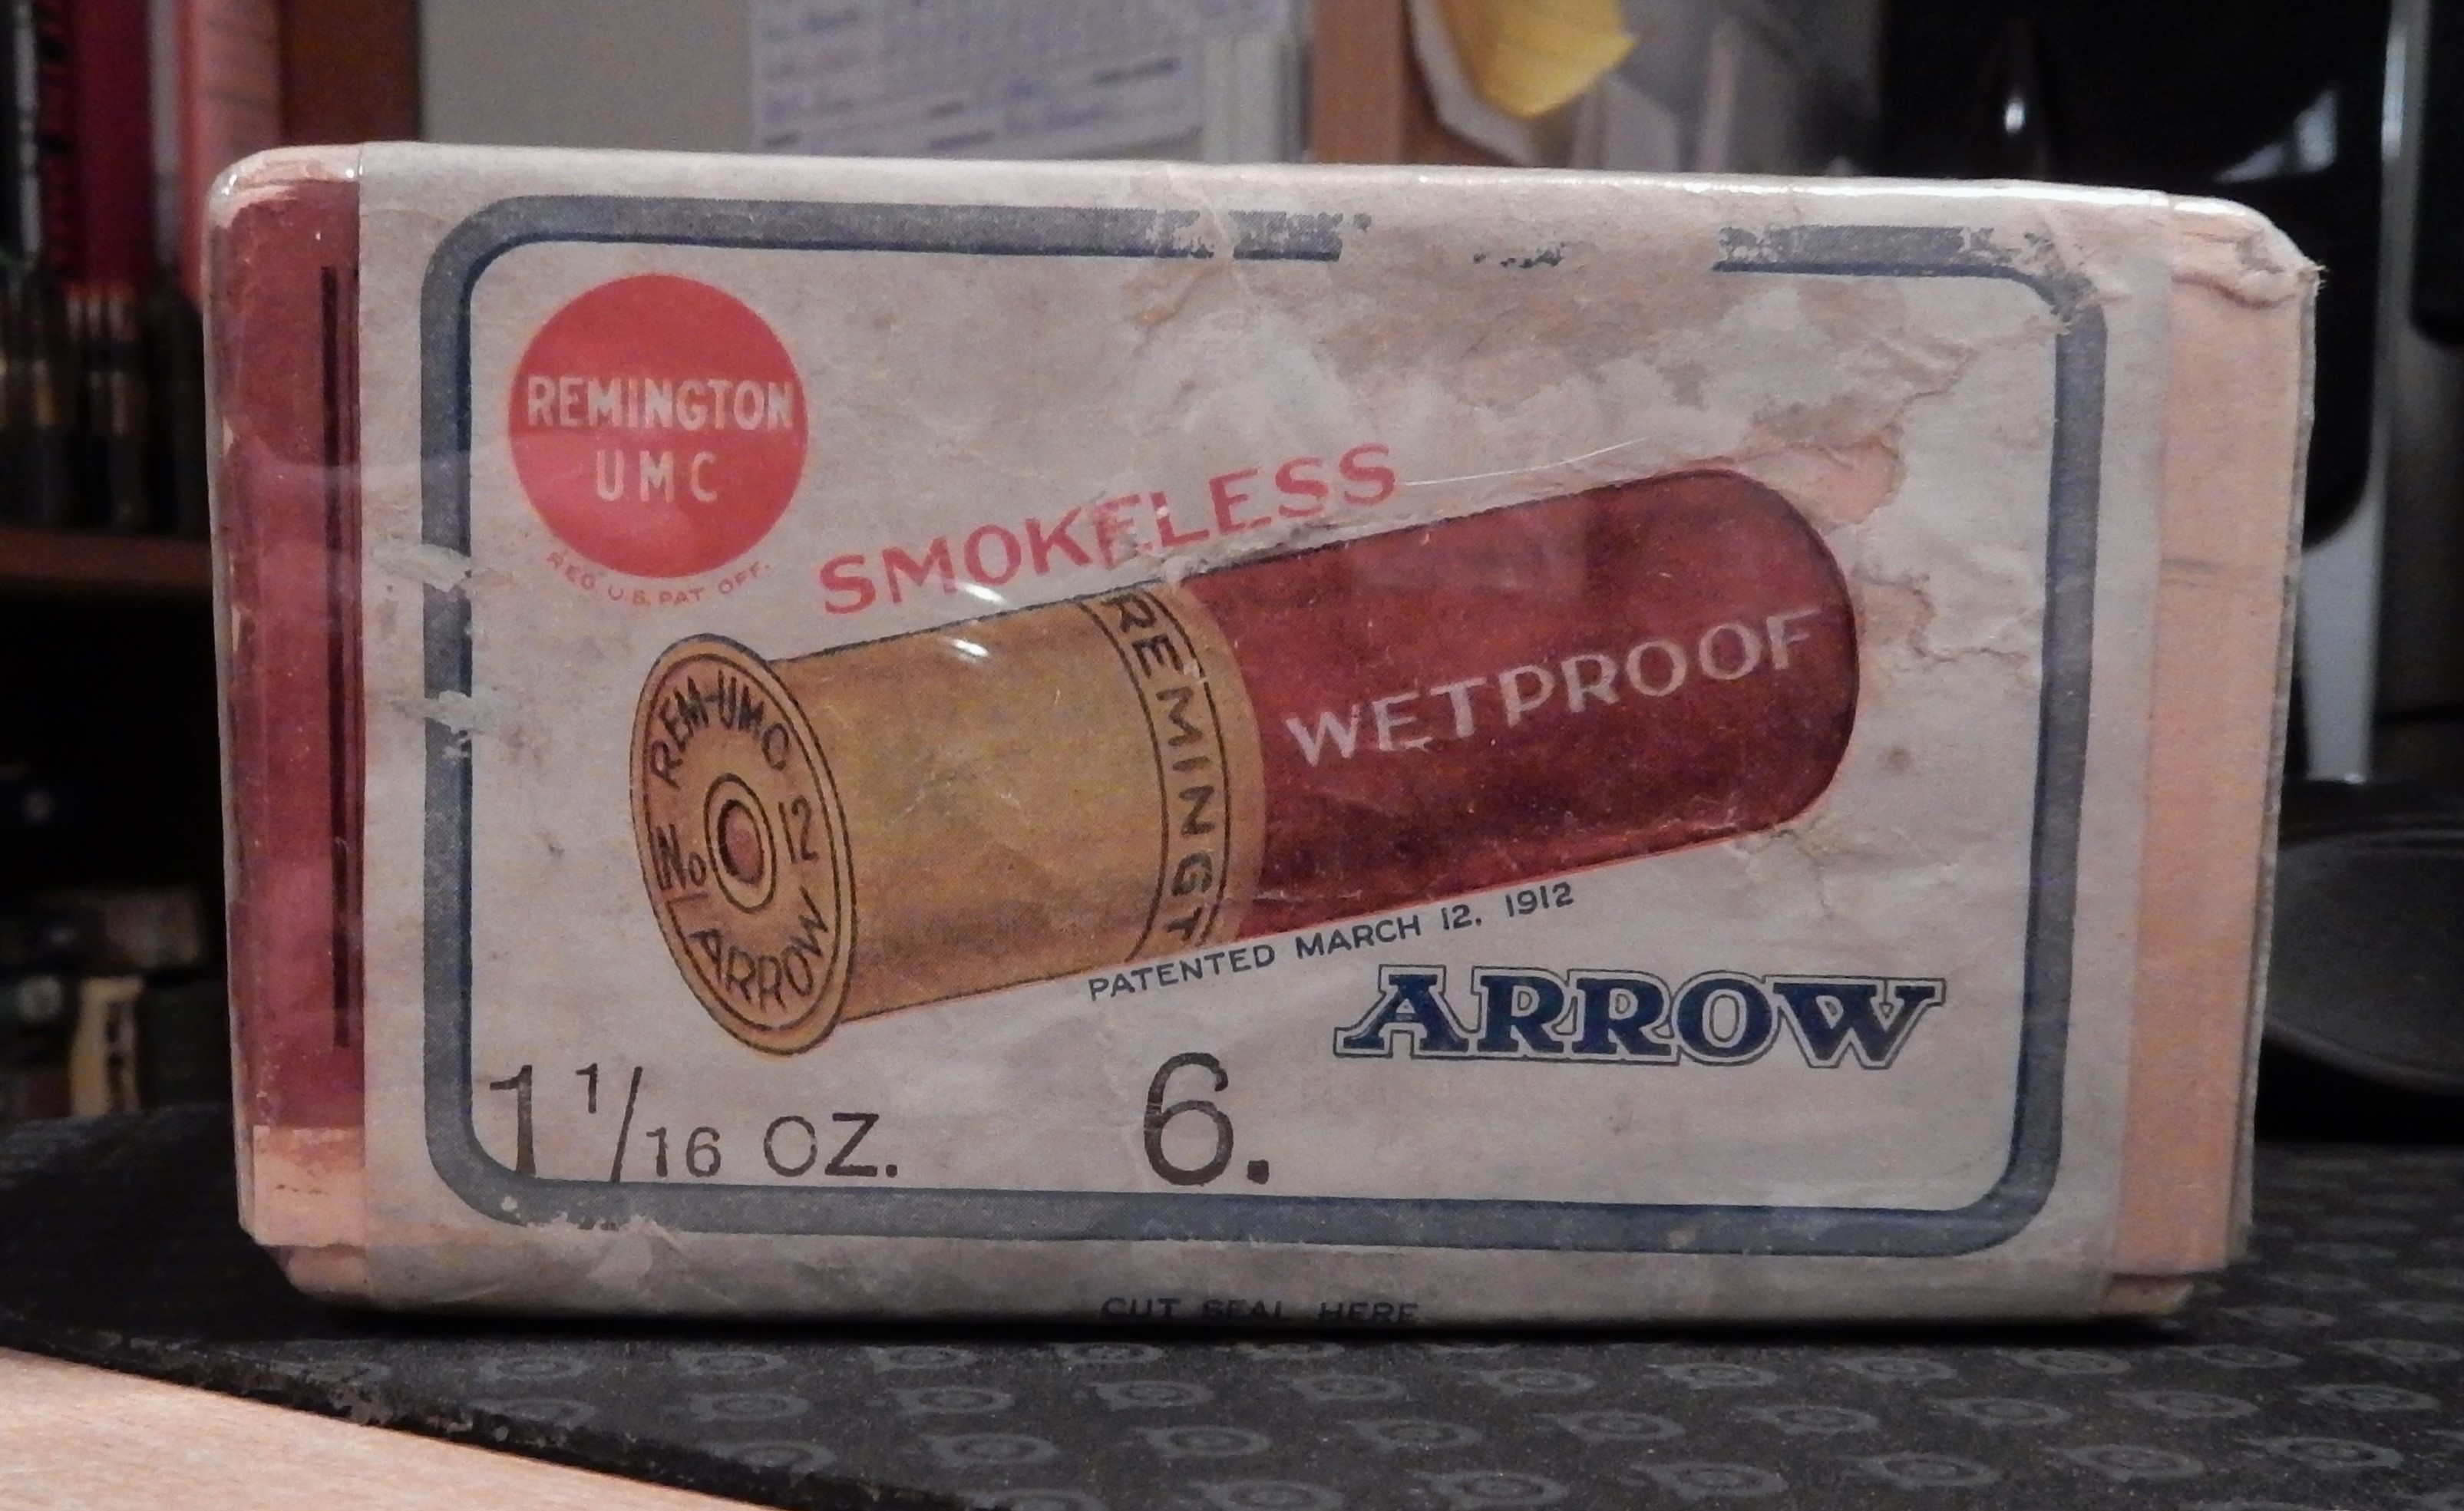 REMINGTON
UMC
REG. U.S. PAT. OFF.
SMOKELESS
WETPROOF
REMINGT
REM-UMC
No 12
ARROW
PATENTED MARCH 12, 1912
ARROW
1 1/16 OZ.
6.
CUT SEAL HERE